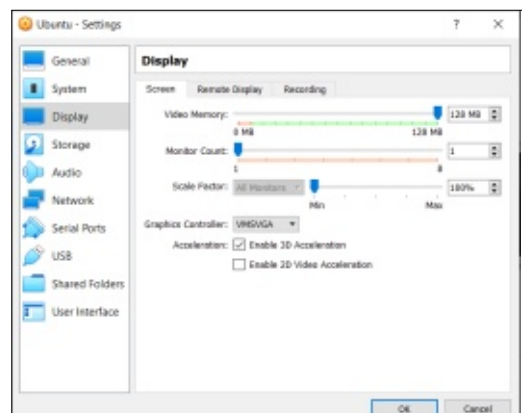 Ubuntu - Settings ? ×
General
System
Display
Storage
Audio
Network
Serial Ports
USB
Shared Folders
User Interface
Display
Screen Remote Display Recording
Video Memory: 128 MB
0 MB 128 MB
Monitor Count: 1
1 8
Scale Factor: All Monitors
Min Max
Graphics Controller: VMSVGA
Acceleration: Enable 3D Acceleration
Enable 2D Video Acceleration
OK Cancel